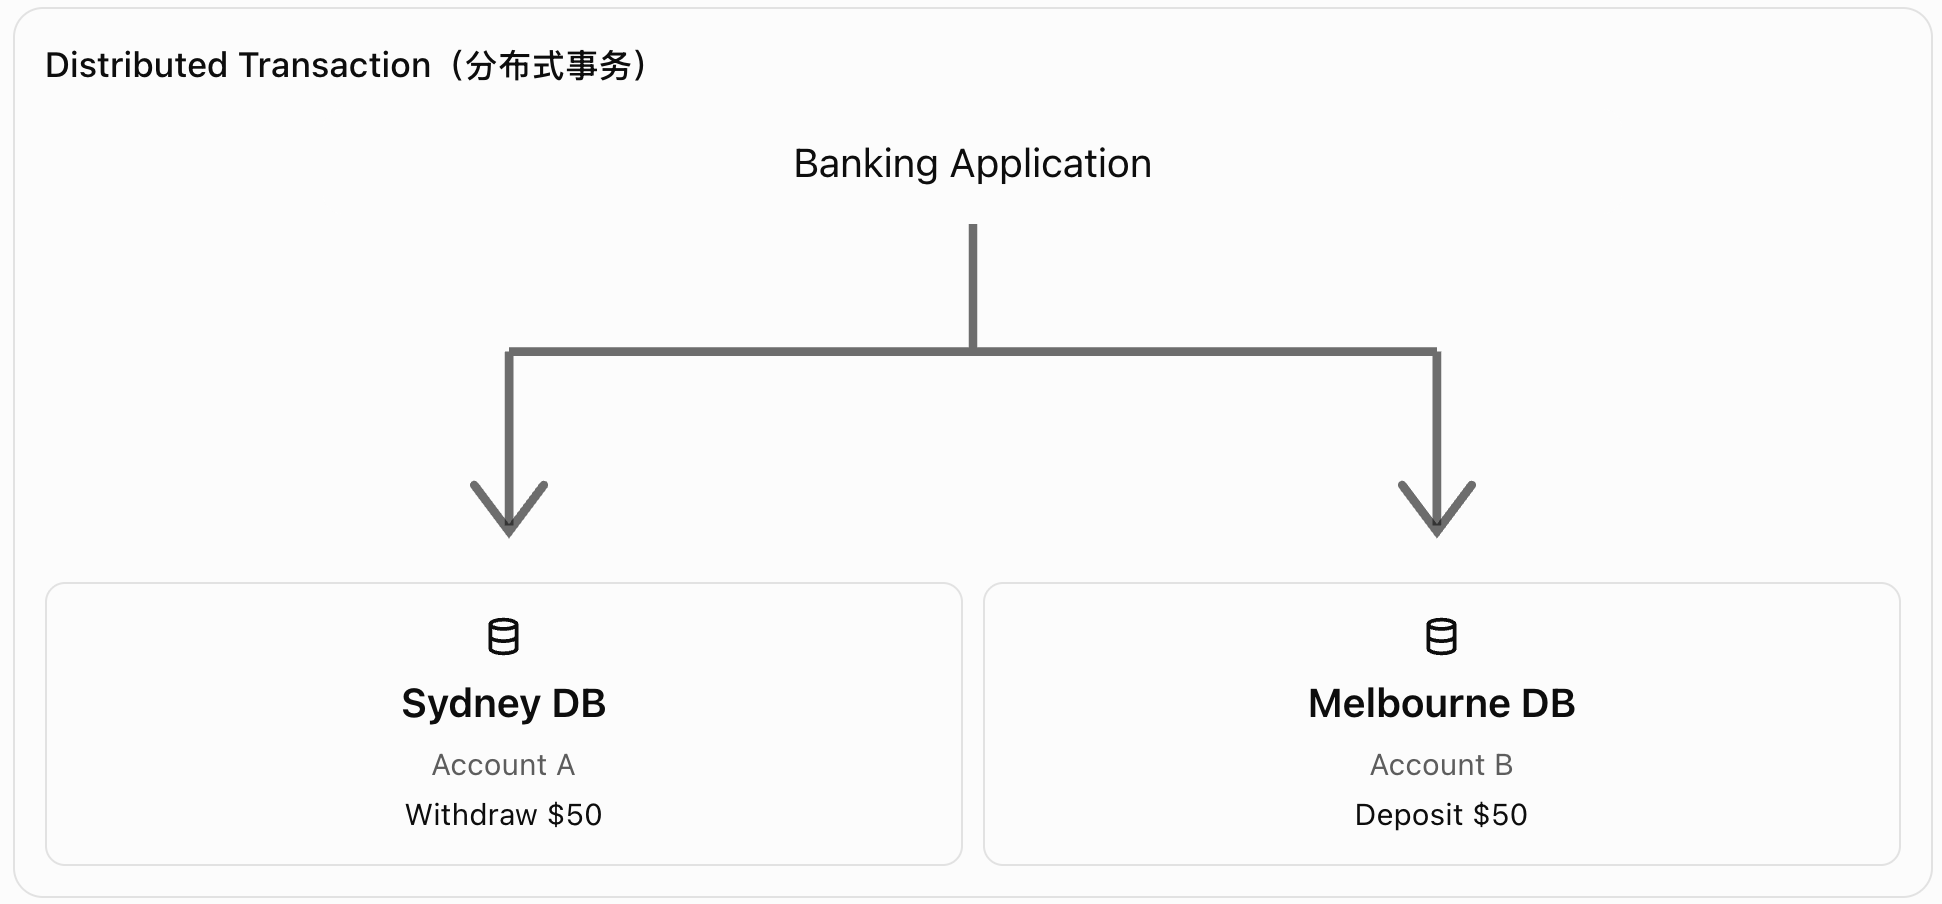 Distributed Transaction（分布式事务）
Banking Application
Sydney DB
Account A
Withdraw $50
Melbourne DB
Account B
Deposit $50